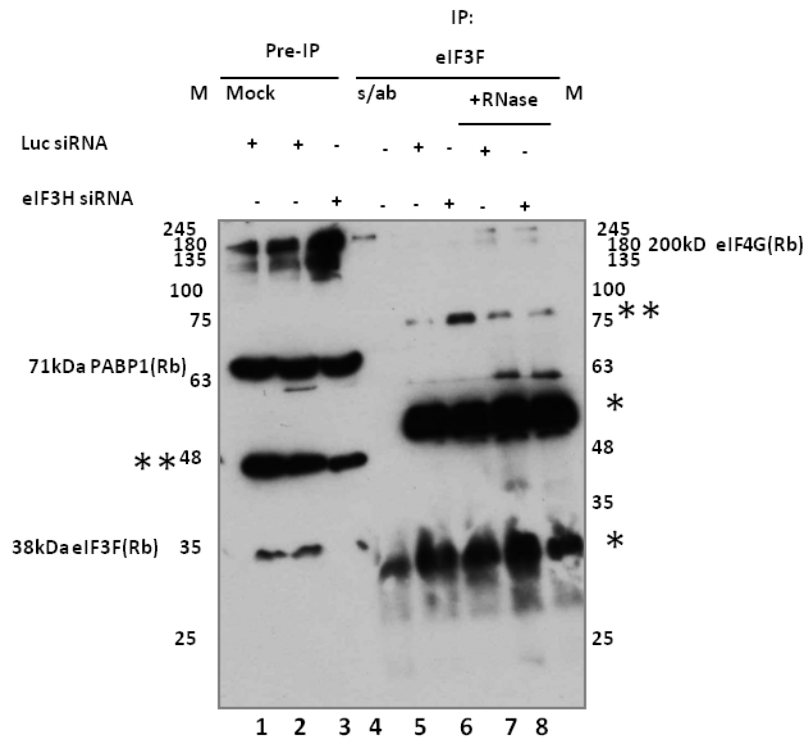 IP:
Pre-IP eIF3F
M Mock s/ab +RNase M
Luc siRNA + + - - + - + -
eIF3H siRNA - - + - - + - +
245 245
180 180 200kD eIF4G(Rb)
135 135
100 100
75 75 **
71kDa PABP1(Rb) 63
63 *
** 48 48
35
38kDa eIF3F(Rb) 35 *
25 25
1 2 3 4 5 6 7 8